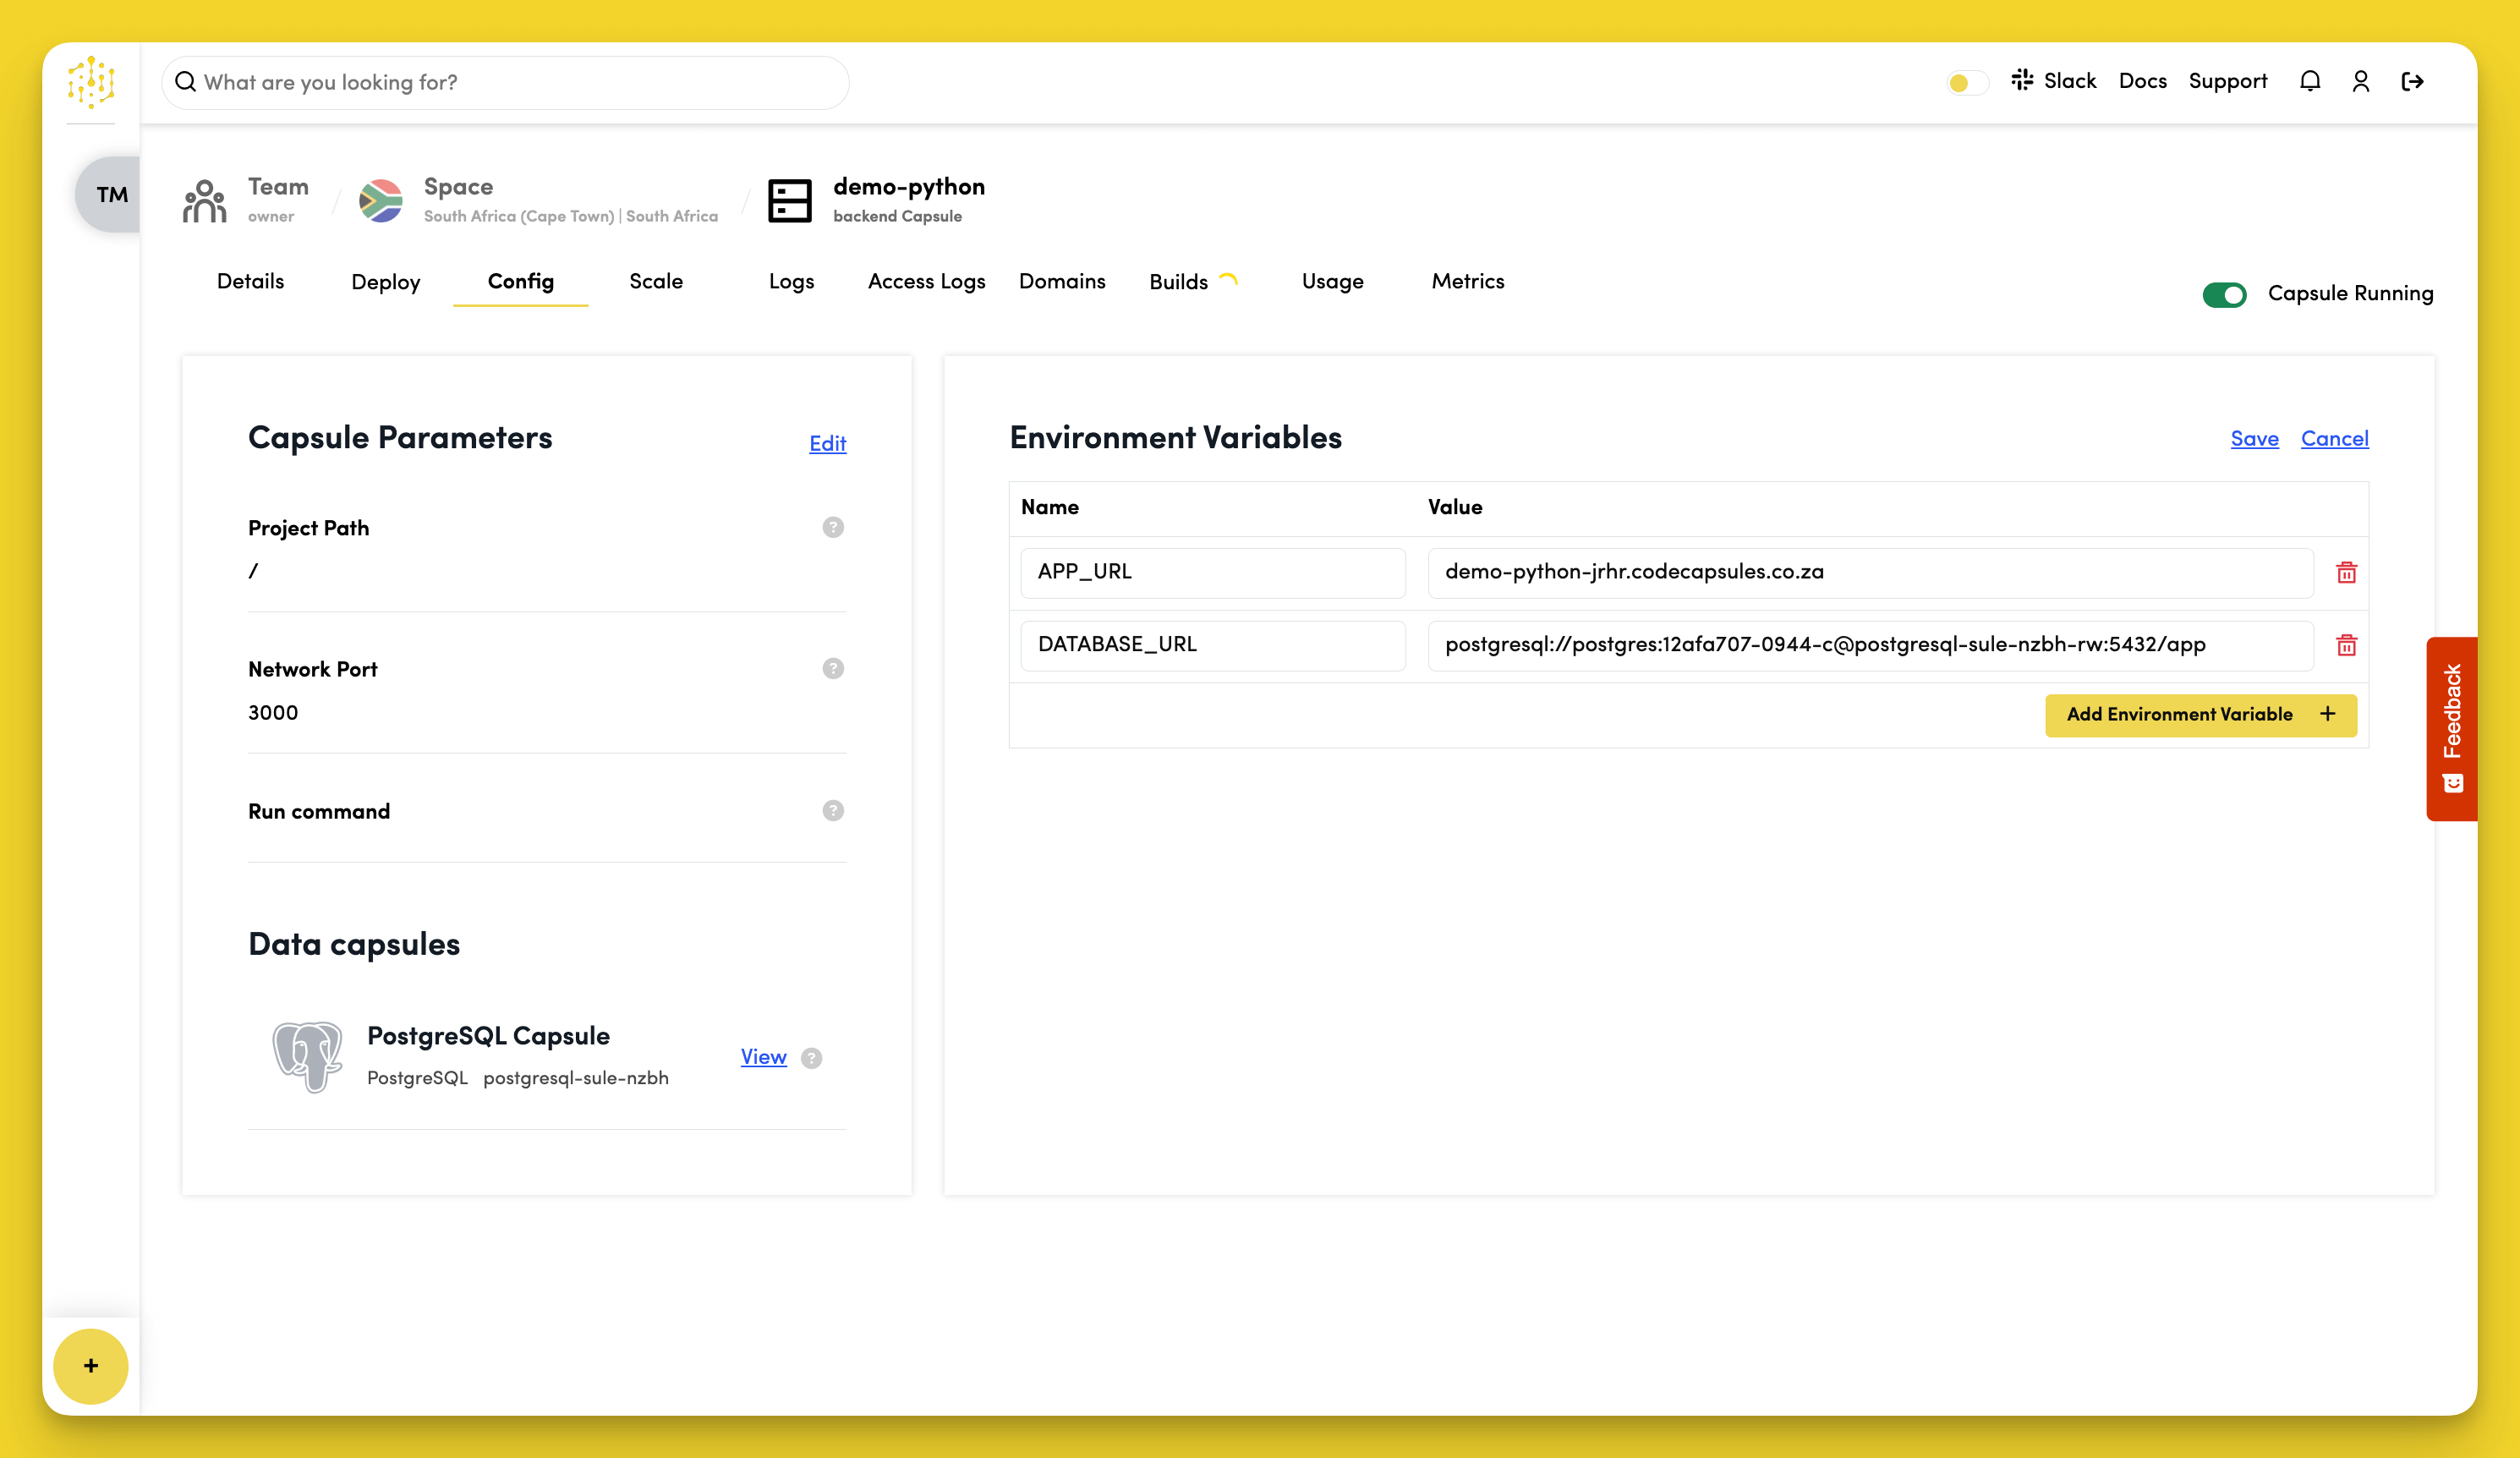 What are you looking for?
Slack Docs Support
TM
Team
owner
/
Space
South Africa (Cape Town) | South Africa
/
demo-python
backend Capsule
Details Deploy Config Scale Logs Access Logs Domains Builds Usage Metrics
Capsule Running
Capsule Parameters
Edit
Project Path
?
/
Network Port
?
3000
Run command
?
Data capsules
PostgreSQL Capsule
PostgreSQL postgresql-sule-nzbh
View
?
Environment Variables
Save Cancel
Name Value
APP_URL demo-python-jrhr.codecapsules.co.za
DATABASE_URL postgresql://postgres:12afa707-0944-c@postgresql-sule-nzbh-rw:5432/app
Add Environment Variable +
Feedback
+